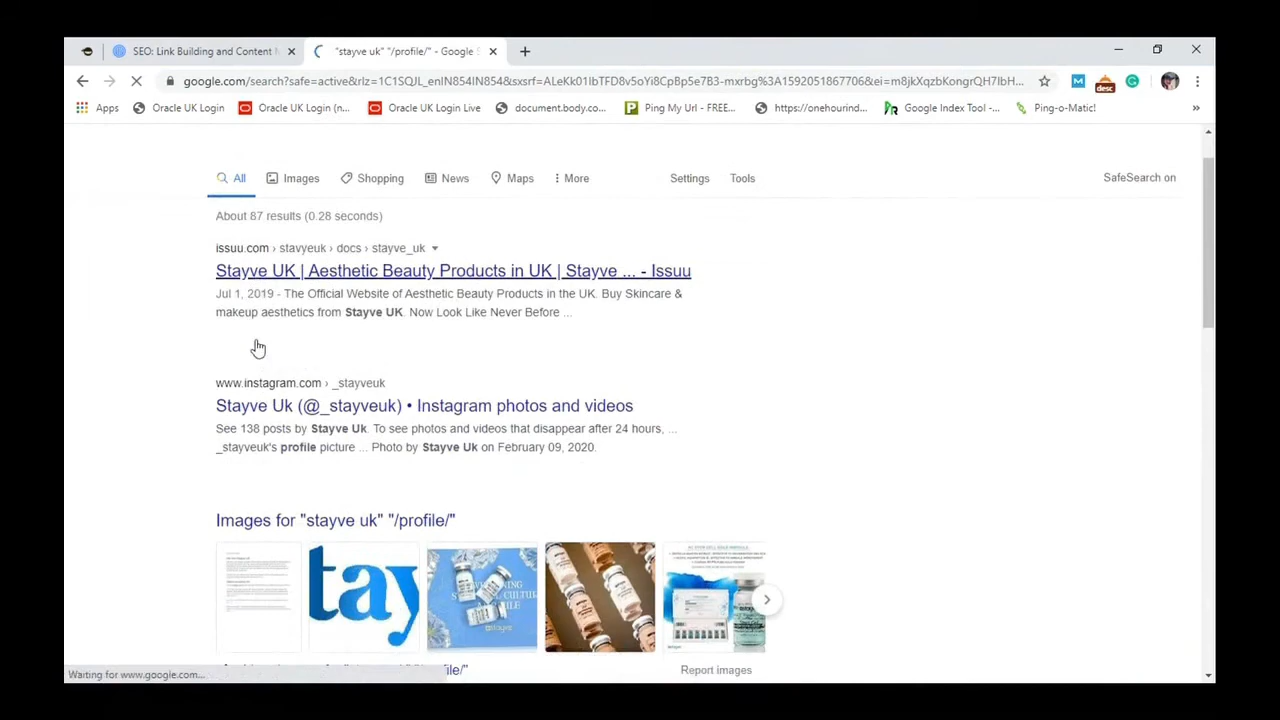 SEO: Link Building and Content
"stayve uk" "/profile/" - Google S
google.com/search?safe=active&rlz=1C1SQJL_enIN854IN854&sxsrf=ALeKk01bTFD8v5oYi8CpBp5e7B3-mxrbg%3A1592051867706&ei=m8jkXqzbKongrQH7lbH...
Apps Oracle UK Login Oracle UK Login (n... Oracle UK Login Live document.body.co... Ping My Url - FREE... https://onehourind... Google Index Tool -... Ping-o-Matic! »
M desc G
All Images Shopping News Maps More Settings Tools SafeSearch on
About 87 results (0.28 seconds)
issuu.com › stavyeuk › docs › stayve_uk
Stayve UK | Aesthetic Beauty Products in UK | Stayve ... - Issuu
Jul 1, 2019 - The Official Website of Aesthetic Beauty Products in the UK. Buy Skincare &
makeup aesthetics from Stayve UK. Now Look Like Never Before ...
www.instagram.com › _stayveuk
Stayve Uk (@_stayveuk) • Instagram photos and videos
See 138 posts by Stayve Uk. To see photos and videos that disappear after 24 hours, ...
_stayveuk's profile picture ... Photo by Stayve Uk on February 09, 2020.
Images for "stayve uk" "/profile/"
tay
Report images
Waiting for www.google.com...